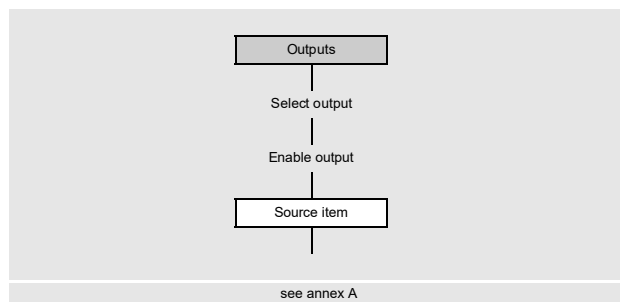 Outputs
Select output
Enable output
Source item
see annex A